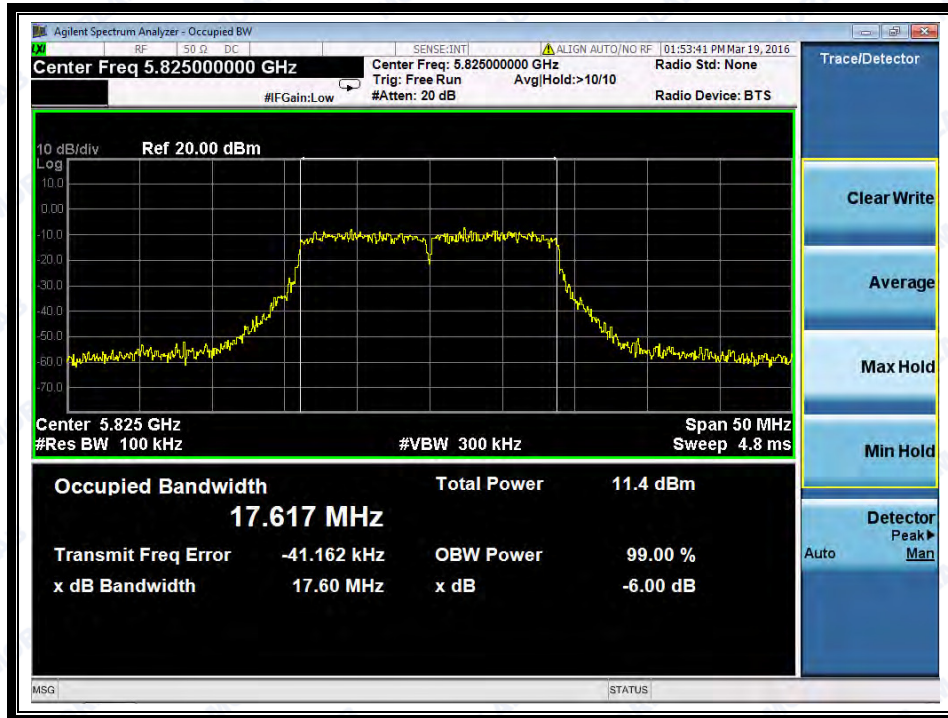 Agilent Spectrum Analyzer - Occupied BW
LXI RF 50 Ω DC SENSE:INT ALIGN AUTO/NO RF 01:53:41 PM Mar 19, 2016
Center Freq 5.825000000 GHz
Center Freq: 5.825000000 GHz Radio Std: None
Trig: Free Run Avg|Hold:>10/10
#IFGain:Low #Atten: 20 dB Radio Device: BTS
Trace/Detector
10 dB/div Ref 20.00 dBm
Log
10.0
0.00
-10.0
-20.0
-30.0
-40.0
-50.0
-60.0
-70.0
Center 5.825 GHz Span 50 MHz
#Res BW 100 kHz #VBW 300 kHz Sweep 4.8 ms
Clear Write
Average
Max Hold
Min Hold
Detector
Peak▶
Auto Man
Occupied Bandwidth Total Power 11.4 dBm
17.617 MHz
Transmit Freq Error -41.162 kHz OBW Power 99.00 %
x dB Bandwidth 17.60 MHz x dB -6.00 dB
MSG STATUS